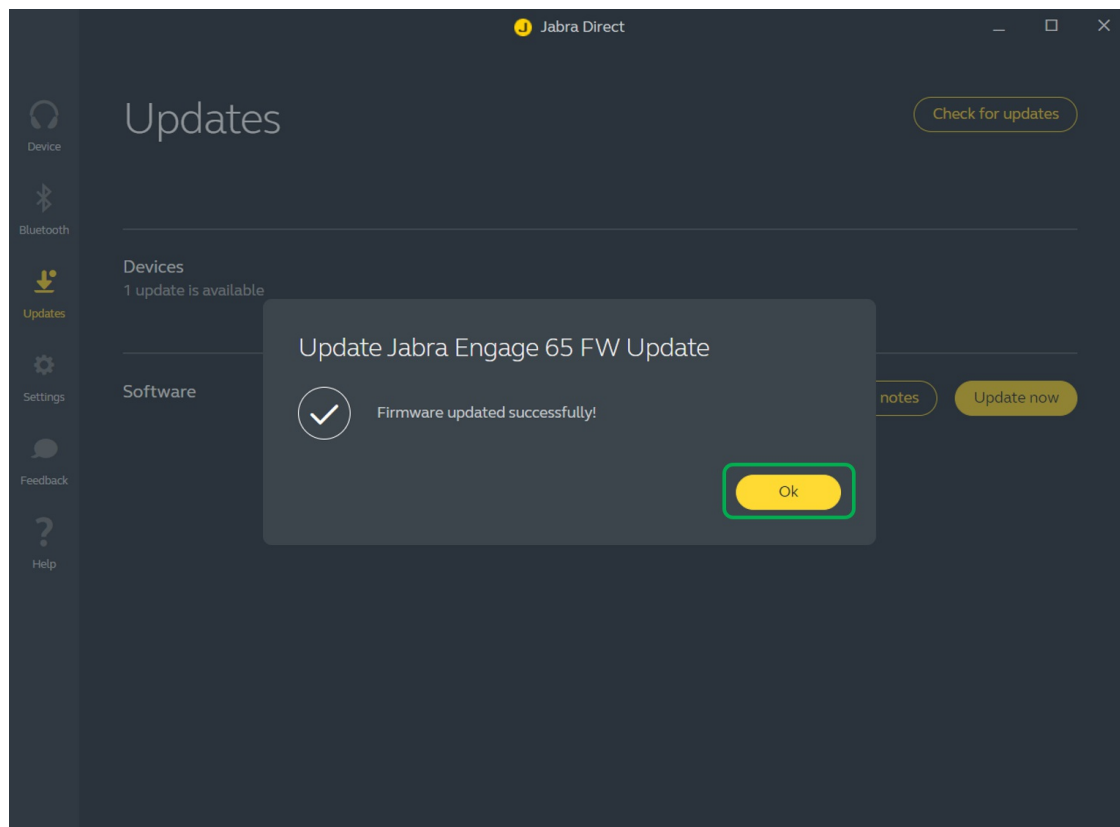 Jabra Direct
Updates
Check for updates
Device
Bluetooth
Updates
Settings
Feedback
Help
Devices
1 update is available
Software
notes
Update now
Update Jabra Engage 65 FW Update
Firmware updated successfully!
Ok